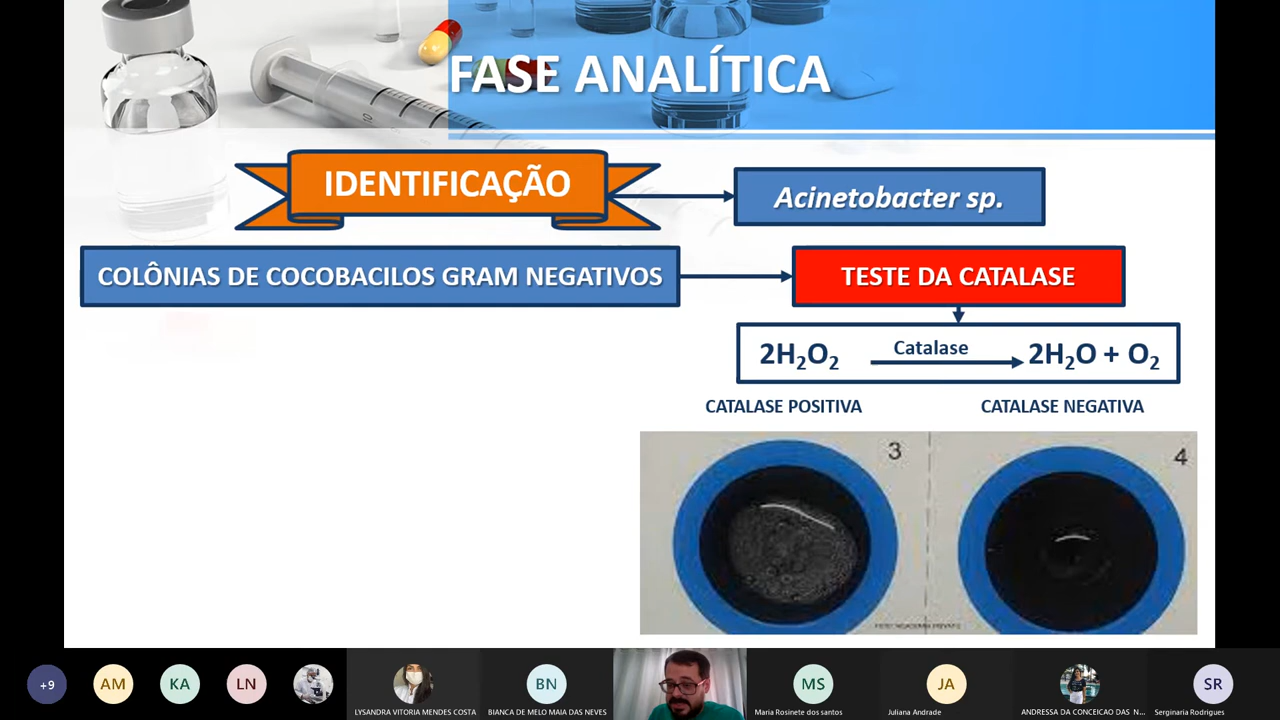 FASE ANALÍTICA
IDENTIFICAÇÃO
Acinetobacter sp.
COLÔNIAS DE COCOBACILOS GRAM NEGATIVOS
TESTE DA CATALASE
2H₂O₂ Catalase 2H₂O + O₂
CATALASE POSITIVA
CATALASE NEGATIVA
3
4
+9
AM
KA
LN
LYSANDRA VITORIA MENDES COSTA
BN
BIANCA DE MELO MAIA DAS NEVES
MS
Maria Rosinete dos santos
JA
Juliana Andrade
ANDRESSA DA CONCEICAO DAS N...
SR
Serginaria Rodrigues